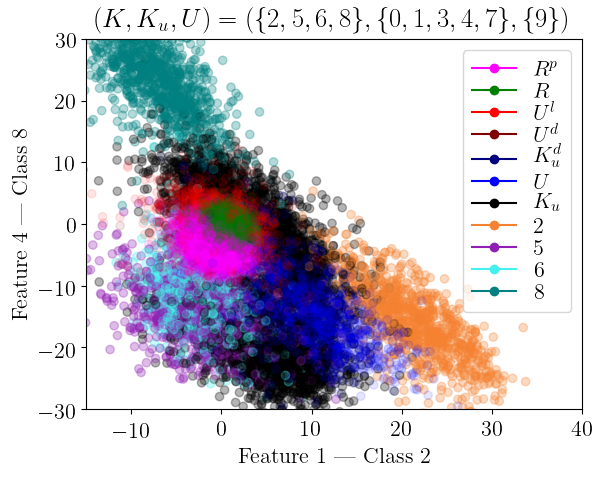 (K, K_u, U) = ({2, 5, 6, 8}, {0, 1, 3, 4, 7}, {9})
30
20
10
0
−10
−20
−30
Feature 4 — Class 8
R^p
R
U^l
U^d
K_u^d
U
K_u
2
5
6
8
−10
0
10
20
30
40
Feature 1 — Class 2